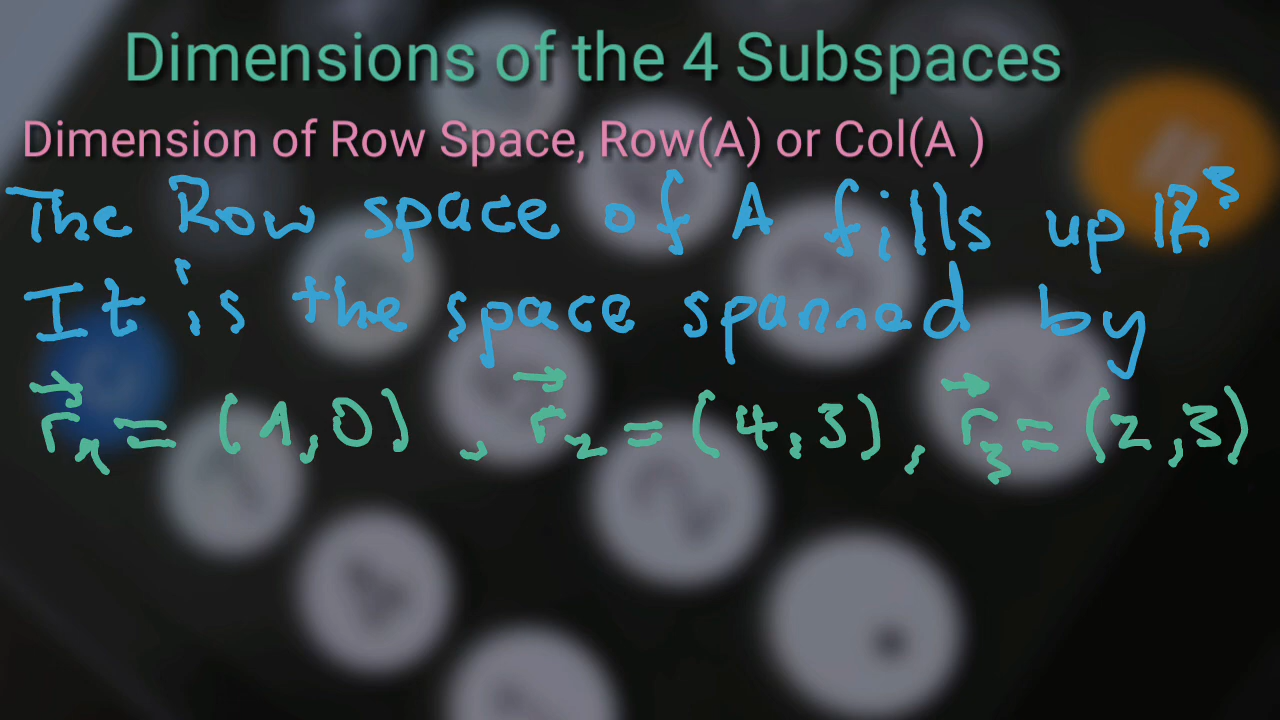 Dimensions of the 4 Subspaces
Dimension of Row Space, Row(A) or Col(A )
The Row space of A fills up ℝ³
It is the space spanned by
r⃗₁ = (1,0) , r⃗₂ = (4,3) , r⃗₃ = (2,3)